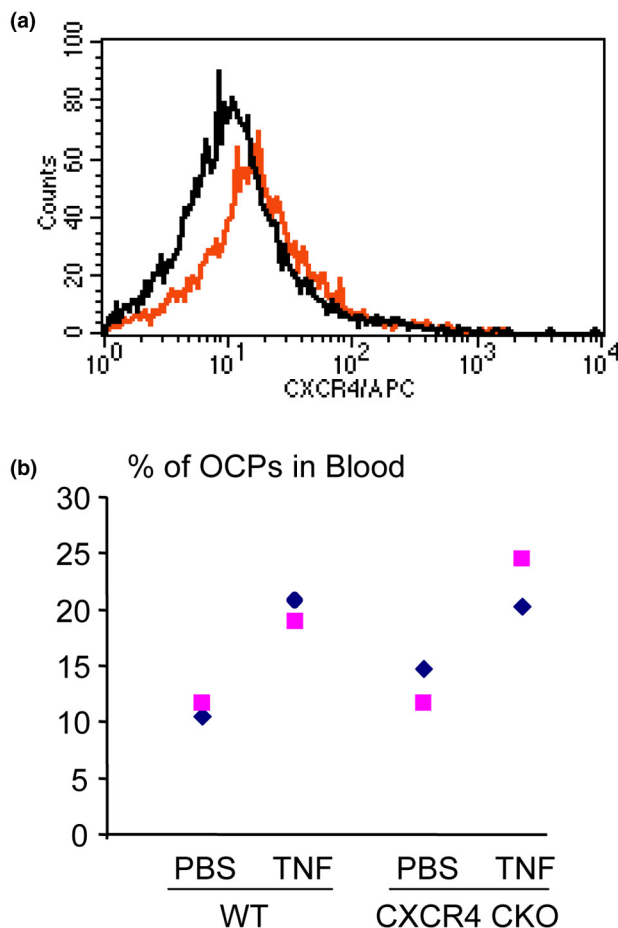 (a)
100
80
60
40
20
0
Counts
10^0 10^1 10^2 10^3 10^4
CXCR4/APC
(b) % of OCPs in Blood
30
25
20
15
10
5
0
PBS TNF PBS TNF
WT CXCR4 CKO